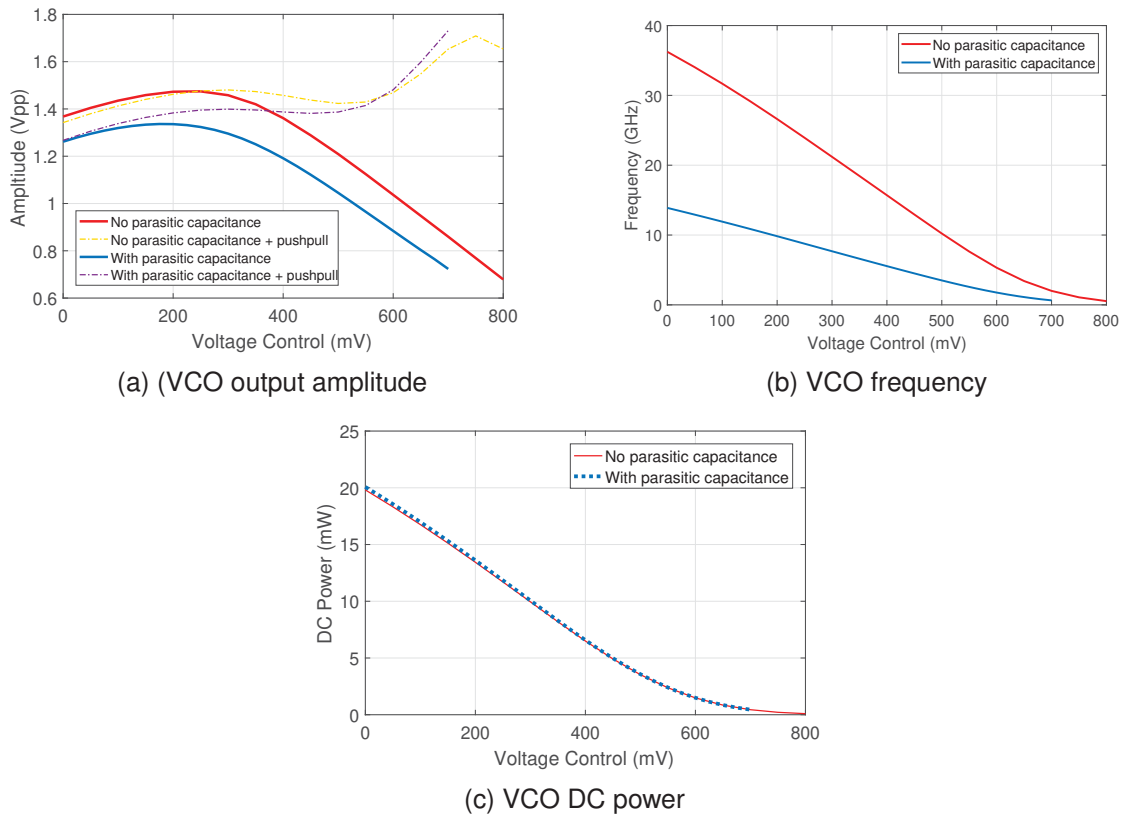 1.8
1.6
1.4
1.2
1
0.8
0.6
Ampltiude (Vpp)
No parasitic capacitance
No parasitic capacitance + pushpull
With parasitic capacitance
With parasitic capacitance + pushpull
0 200 400 600 800
Voltage Control (mV)
(a) (VCO output amplitude
40
30
20
10
0
Frequency (GHz)
No parasitic capacitance
With parasitic capacitance
0 100 200 300 400 500 600 700 800
Voltage Control (mV)
(b) VCO frequency
25
20
15
10
5
0
DC Power (mW)
No parasitic capacitance
With parasitic capacitance
0 200 400 600 800
Voltage Control (mV)
(c) VCO DC power